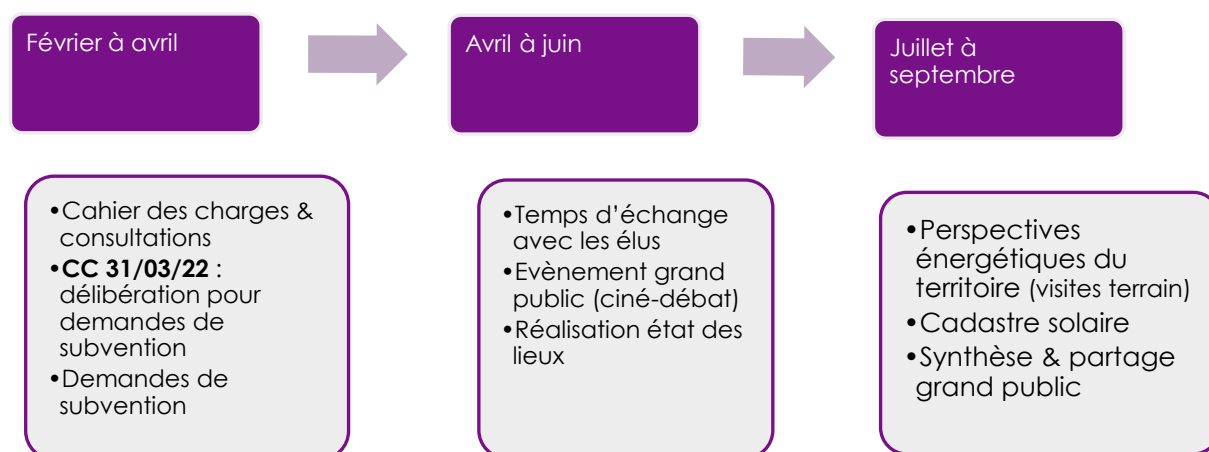 Février à avril
Avril à juin
Juillet à
septembre
•Cahier des charges &
consultations
•CC 31/03/22 :
délibération pour
demandes de
subvention
•Demandes de
subvention
•Temps d'échange
avec les élus
•Evènement grand
public (ciné-débat)
•Réalisation état des
lieux
•Perspectives
énergétiques du
territoire (visites terrain)
•Cadastre solaire
•Synthèse & partage
grand public